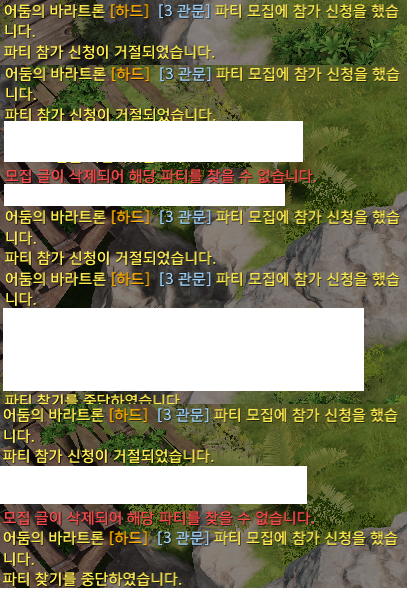 어둠의 바라트론 [하드] [3 관문] 파티 모집에 참가 신청을 했습
니다.
파티 참가 신청이 거절되었습니다.
어둠의 바라트론 [하드] [3 관문] 파티 모집에 참가 신청을 했습
니다.
파티 참가 신청이 거절되었습니다.
모집 글이 삭제되어 해당 파티를 찾을 수 없습니다.
어둠의 바라트론 [하드] [3 관문] 파티 모집에 참가 신청을 했습
니다.
파티 참가 신청이 거절되었습니다.
어둠의 바라트론 [하드] [3 관문] 파티 모집에 참가 신청을 했습
니다.
파티 찾기를 중단하였습니다.
어둠의 바라트론 [하드] [3 관문] 파티 모집에 참가 신청을 했습
니다.
파티 참가 신청이 거절되었습니다.
모집 글이 삭제되어 해당 파티를 찾을 수 없습니다.
어둠의 바라트론 [하드] [3 관문] 파티 모집에 참가 신청을 했습
니다.
파티 찾기를 중단하였습니다.